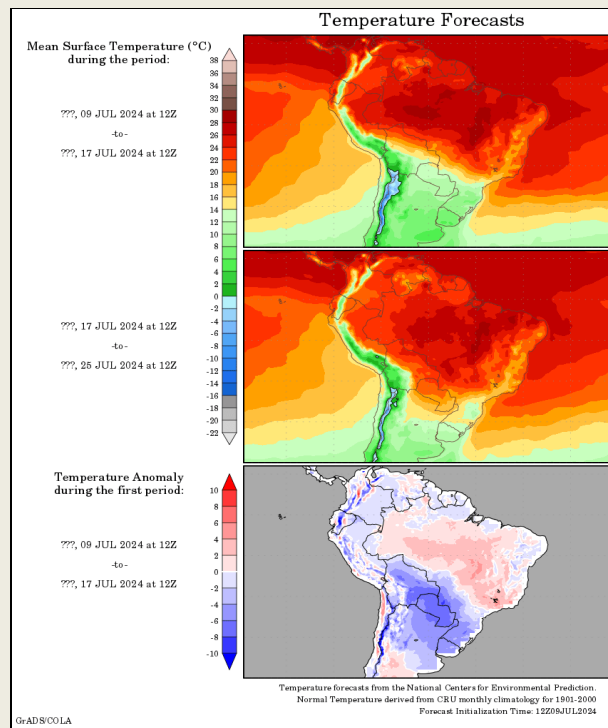 Temperature Forecasts
Mean Surface Temperature (°C)
during the period:
???, 09 JUL 2024 at 12Z
-to-
???, 17 JUL 2024 at 12Z
38
36
34
32
30
28
26
24
22
20
18
16
14
12
10
8
6
4
2
0
-2
-4
-6
-8
-10
-12
-14
-16
-18
-20
-22
???, 17 JUL 2024 at 12Z
-to-
???, 25 JUL 2024 at 12Z
Temperature Anomaly
during the first period:
???, 09 JUL 2024 at 12Z
-to-
???, 17 JUL 2024 at 12Z
10
8
6
4
2
0
-2
-4
-6
-8
-10
Temperature forecasts from the National Centers for Environmental Prediction.
Normal Temperature derived from CRU monthly climatology for 1901-2000
Forecast Initialization Time: 12Z09JUL2024
GrADS/COLA